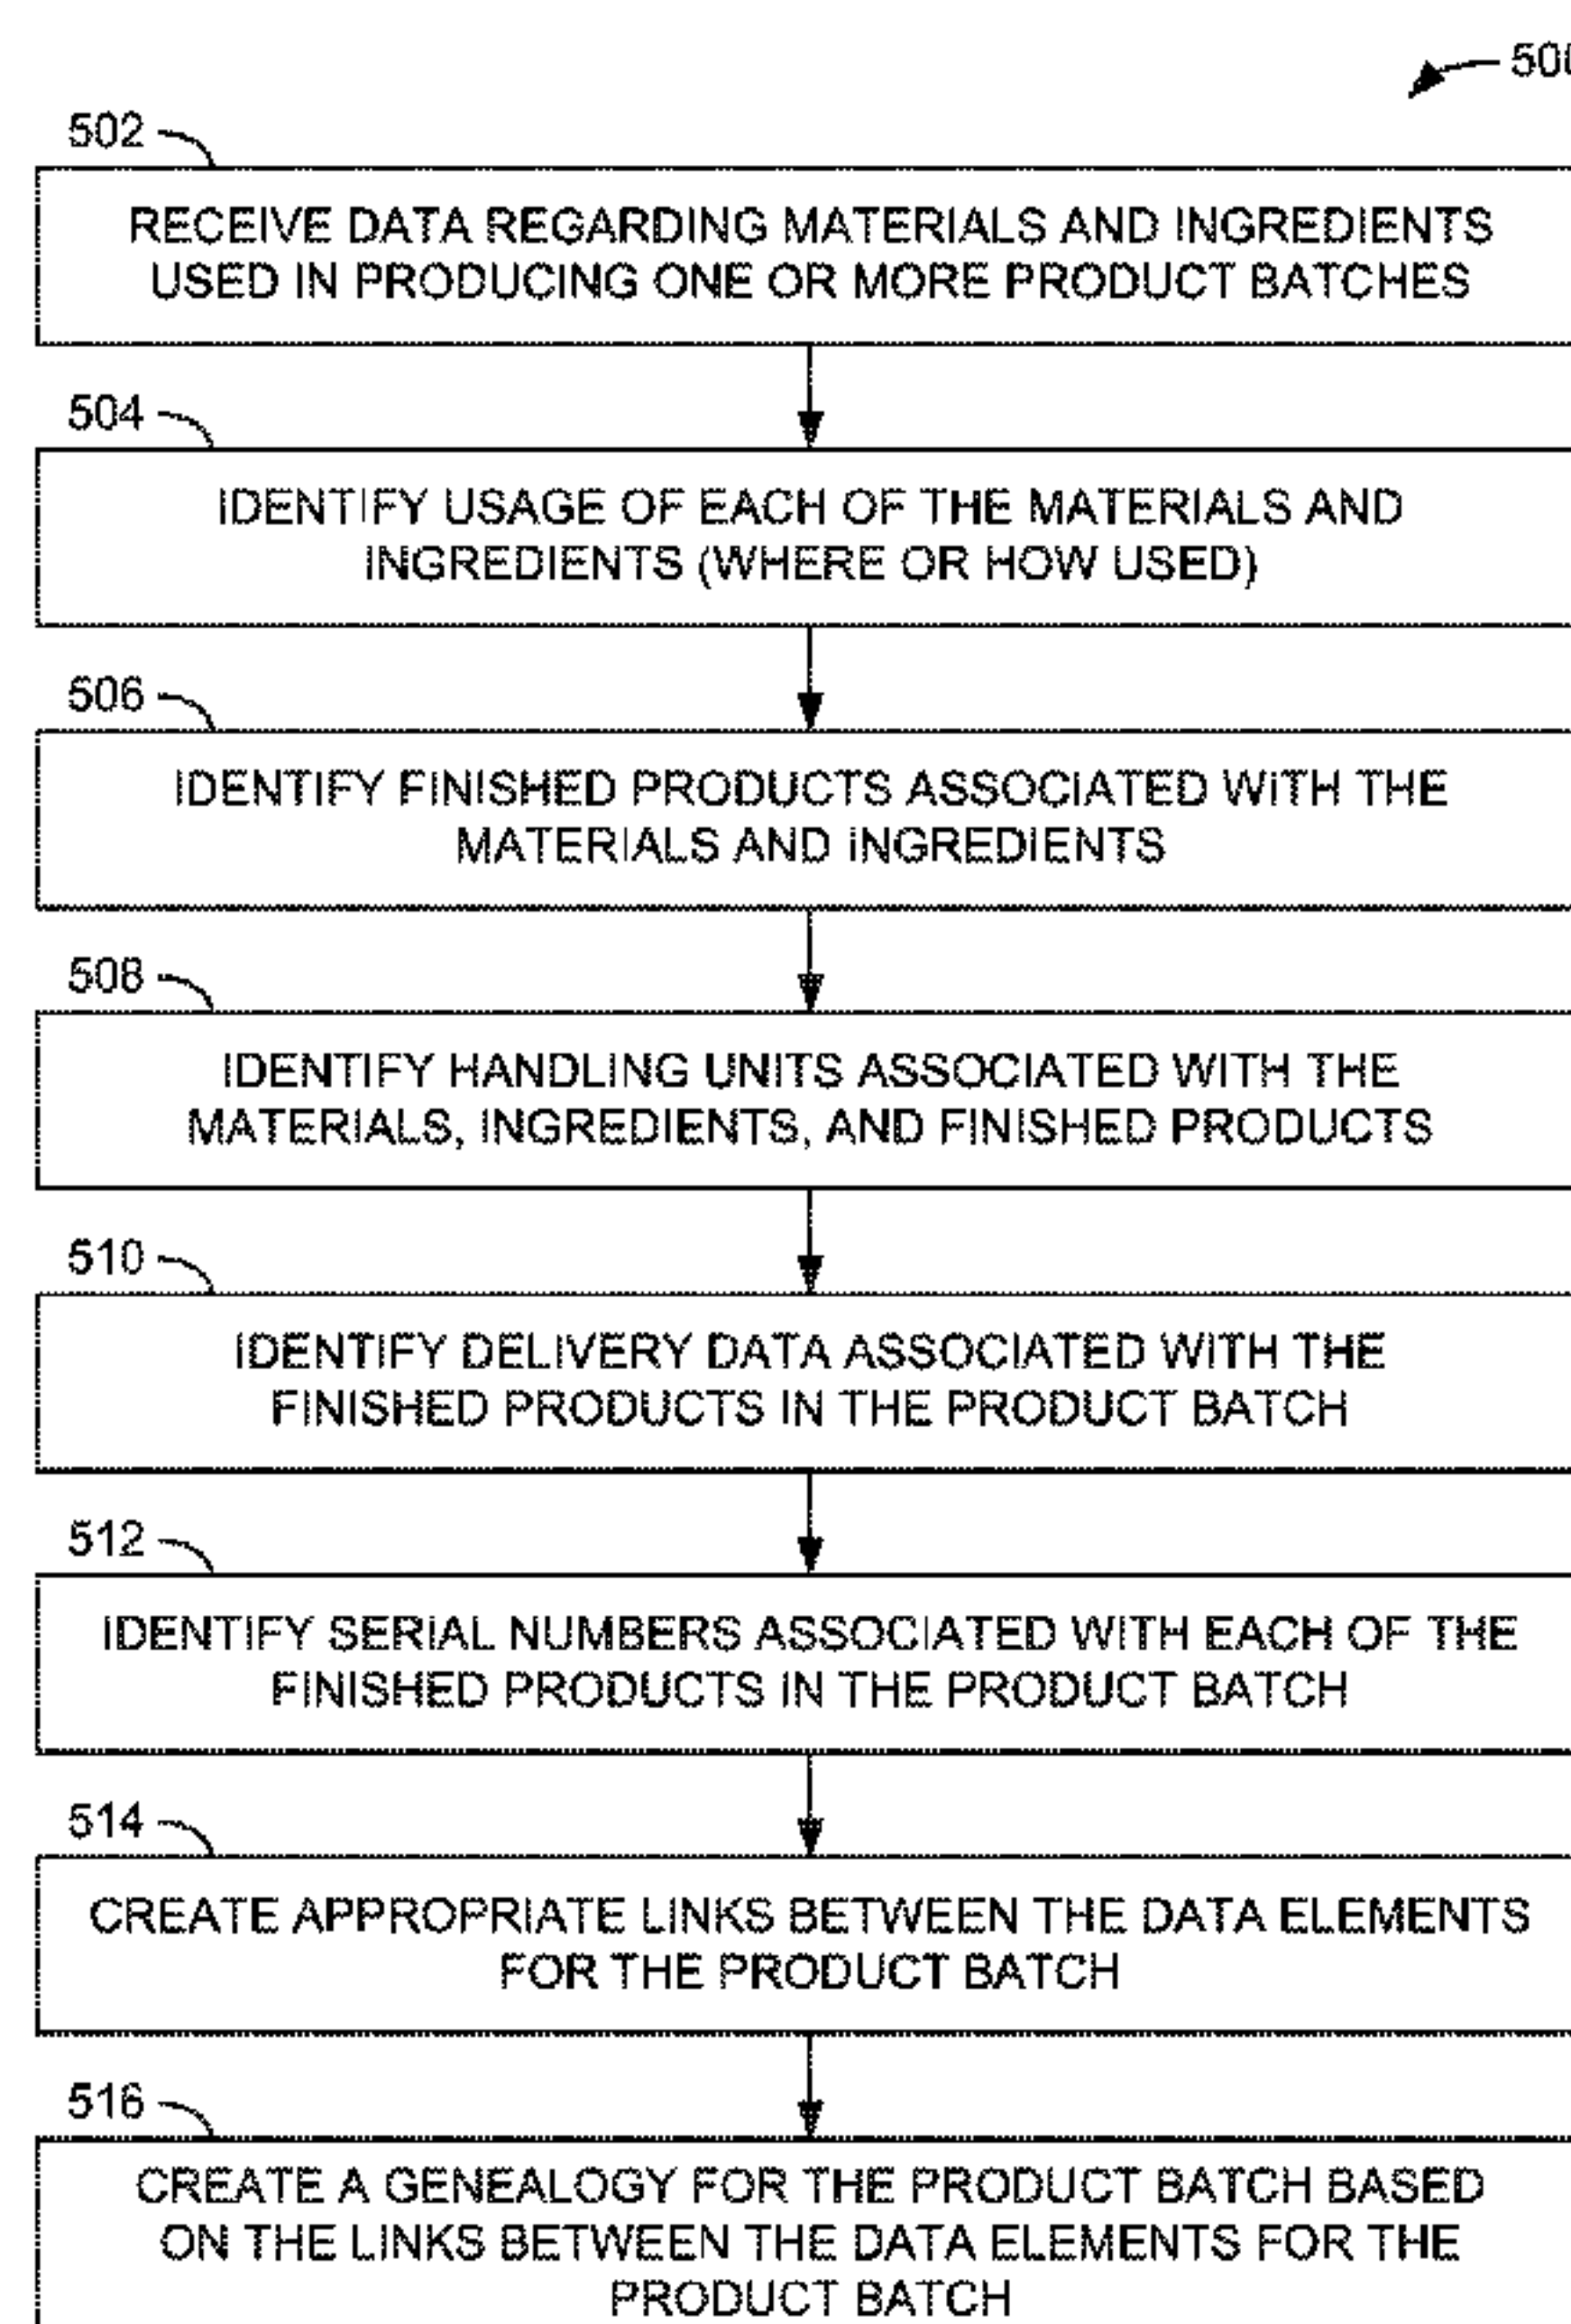 500
502
RECEIVE DATA REGARDING MATERIALS AND INGREDIENTS
USED IN PRODUCING ONE OR MORE PRODUCT BATCHES
504
IDENTIFY USAGE OF EACH OF THE MATERIALS AND
INGREDIENTS (WHERE OR HOW USED)
506
IDENTIFY FINISHED PRODUCTS ASSOCIATED WITH THE
MATERIALS AND INGREDIENTS
508
IDENTIFY HANDLING UNITS ASSOCIATED WITH THE
MATERIALS, INGREDIENTS, AND FINISHED PRODUCTS
510
IDENTIFY DELIVERY DATA ASSOCIATED WITH THE
FINISHED PRODUCTS IN THE PRODUCT BATCH
512
IDENTIFY SERIAL NUMBERS ASSOCIATED WITH EACH OF THE
FINISHED PRODUCTS IN THE PRODUCT BATCH
514
CREATE APPROPRIATE LINKS BETWEEN THE DATA ELEMENTS
FOR THE PRODUCT BATCH
516
CREATE A GENEALOGY FOR THE PRODUCT BATCH BASED
ON THE LINKS BETWEEN THE DATA ELEMENTS FOR THE
PRODUCT BATCH